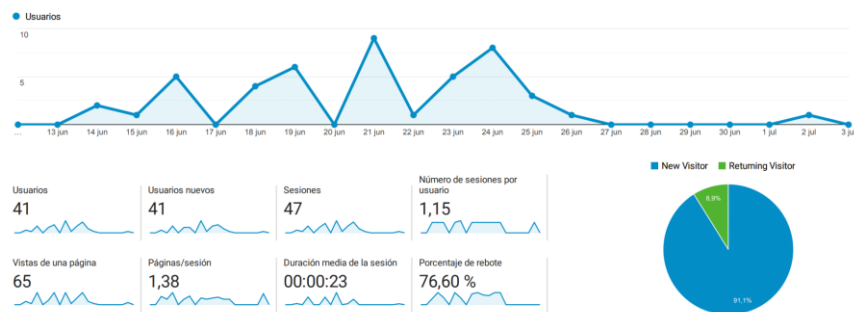 Usuarios
10
5
...
13 jun
14 jun
15 jun
16 jun
17 jun
18 jun
19 jun
20 jun
21 jun
22 jun
23 jun
24 jun
25 jun
26 jun
27 jun
28 jun
29 jun
30 jun
1 jul
2 jul
3 ju
Usuarios
41
Usuarios nuevos
41
Sesiones
47
Número de sesiones por
usuario
1,15
Vistas de una página
65
Páginas/sesión
1,38
Duración media de la sesión
00:00:23
Porcentaje de rebote
76,60 %
New Visitor
Returning Visitor
8,9%
91,1%